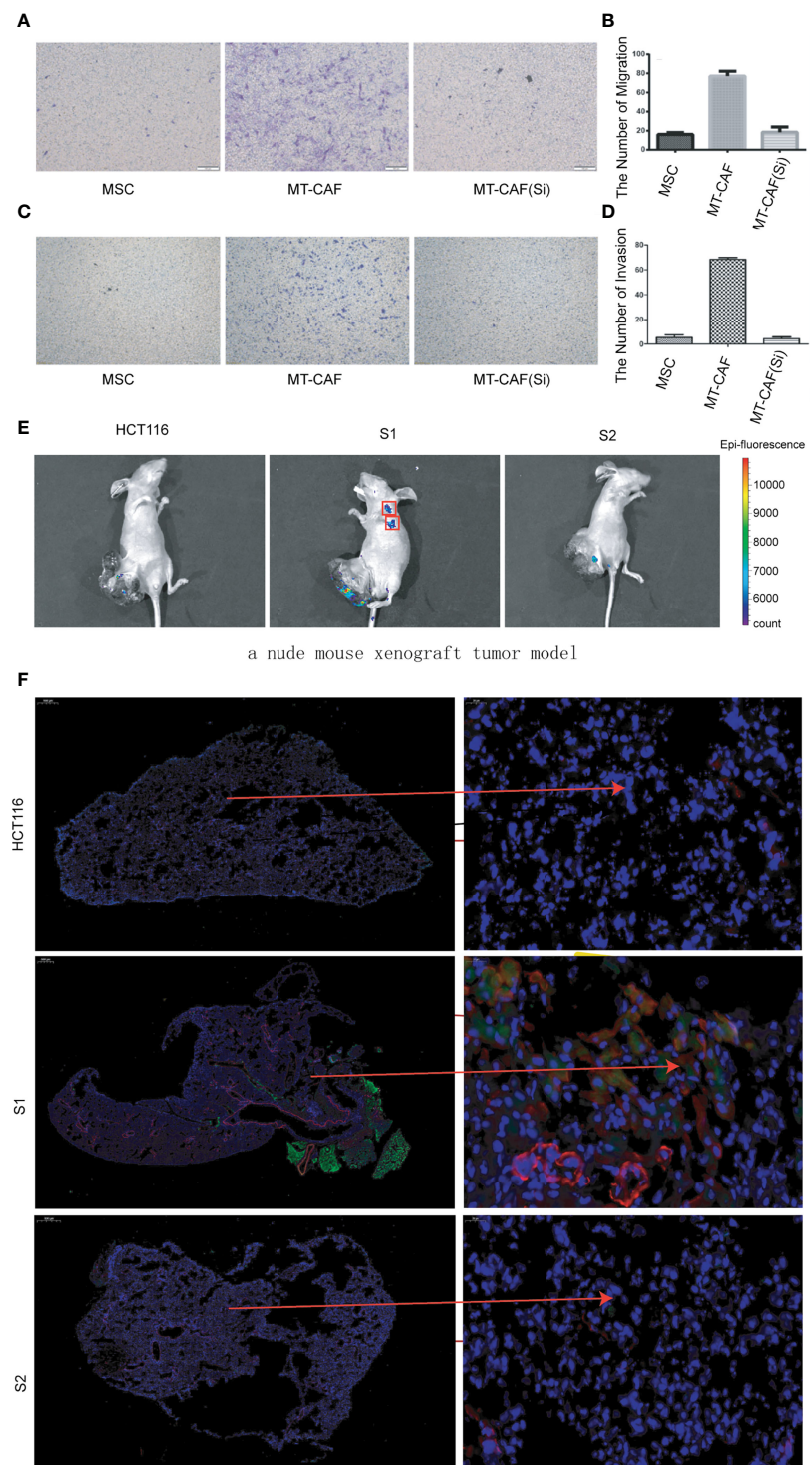 A
B
MSC
MT-CAF
MT-CAF(Si)
The Number of Migration
100
80
60
40
20
0
MSC
MT-CAF
MT-CAF(Si)
C
D
MSC
MT-CAF
MT-CAF(Si)
The Number of Invasion
80
60
40
20
0
MSC
MT-CAF
MT-CAF(Si)
E
HCT116
S1
S2
Epi-fluorescence
10000
9000
8000
7000
6000
count
a nude mouse xenograft tumor model
F
HCT116
S1
S2